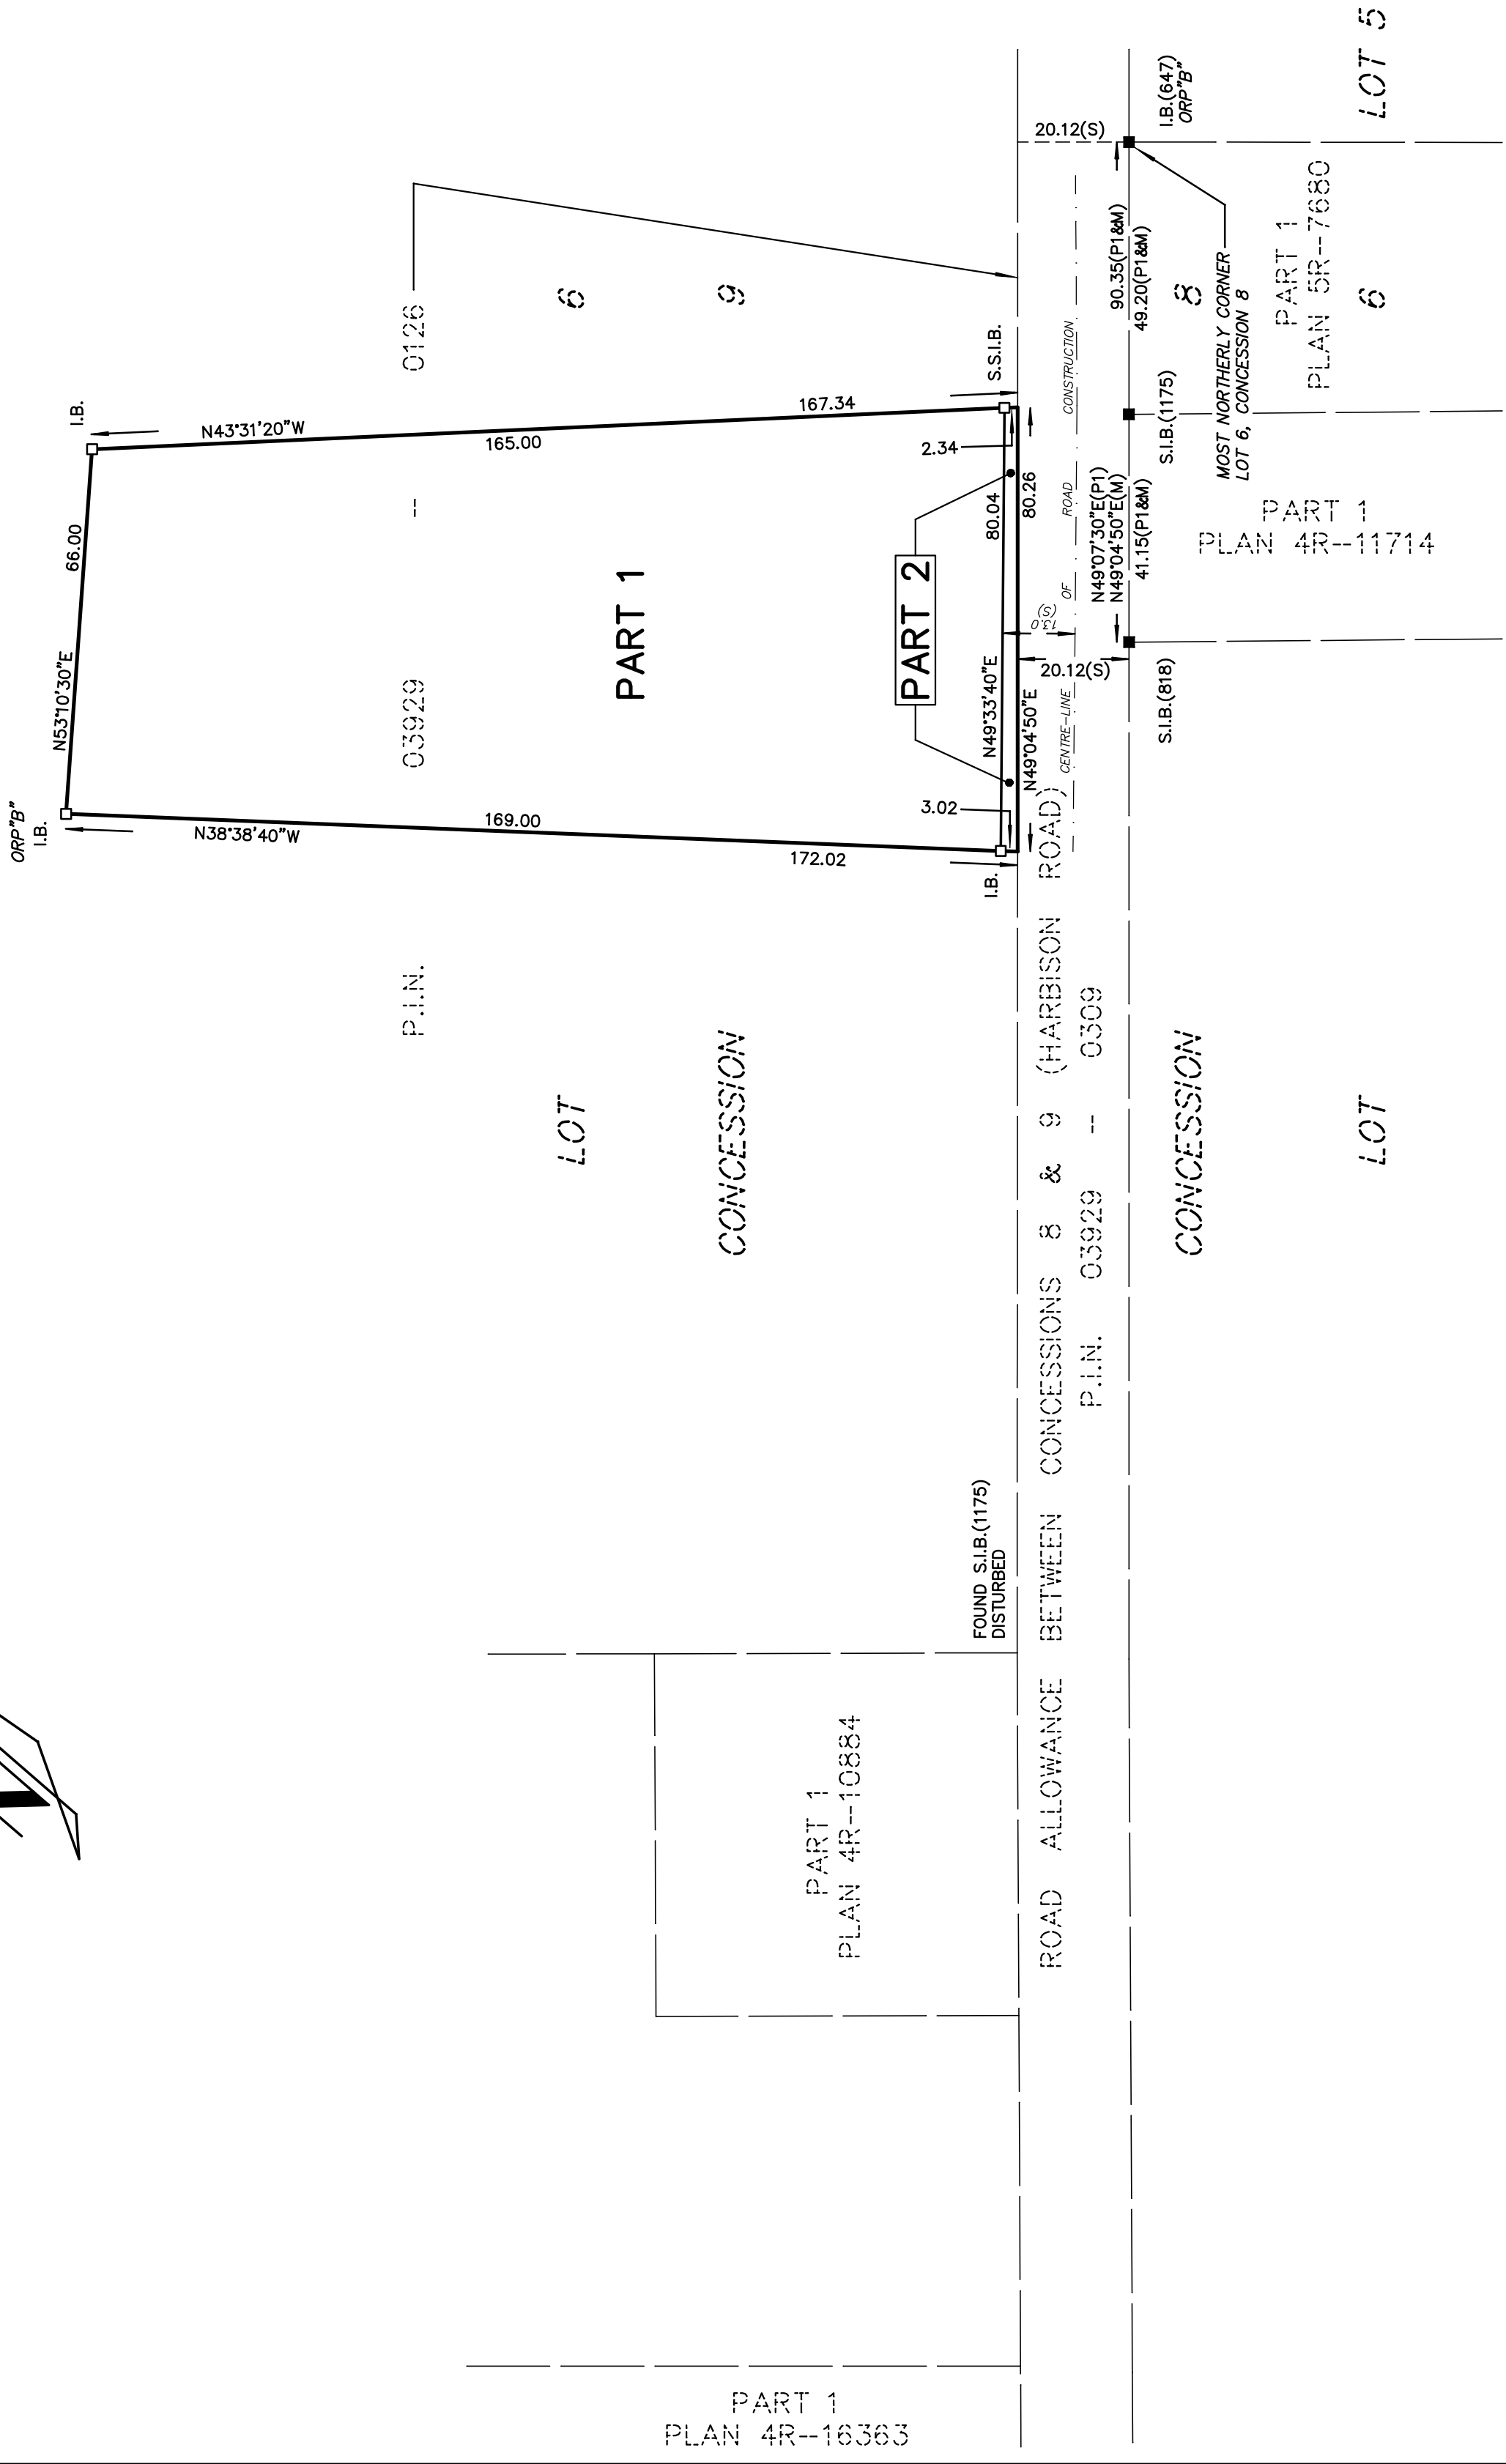 ORP"B"
I.B.
N53°10'30"E
66.00
I.B.
N43°31'20"W
165.00
167.34
N38°38'40"W
169.00
172.02
P.I.N. 03929 -- 0126
LOT 6
PART 1
CONCESSION 9
PART 2
2.34
3.02
S.S.I.B.
I.B.
N49°33'40"E
80.04
N49°04'50"E
80.26
13.0
(S)
20.12(S)
20.12(S)
CENTRE-LINE OF ROAD CONSTRUCTION
FOUND S.I.B.(1175)
DISTURBED
ROAD ALLOWANCE BETWEEN CONCESSIONS 8 & 9 (HARBISON ROAD)
P.I.N. 03929 -- 0309
N49°07'30"E(P1)
N49°04'50"E(M)
90.35(P1&M)
41.15(P1&M)
49.20(P1&M)
S.I.B.(818)
S.I.B.(1175)
I.B.(647)
ORP"B"
CONCESSION 8
MOST NORTHERLY CORNER
LOT 6, CONCESSION 8
PART 1
PLAN 4R--11714
PART 1
PLAN 5R--7680
LOT 6
LOT 5
PART 1
PLAN 4R--10884
PART 1
PLAN 4R--16363